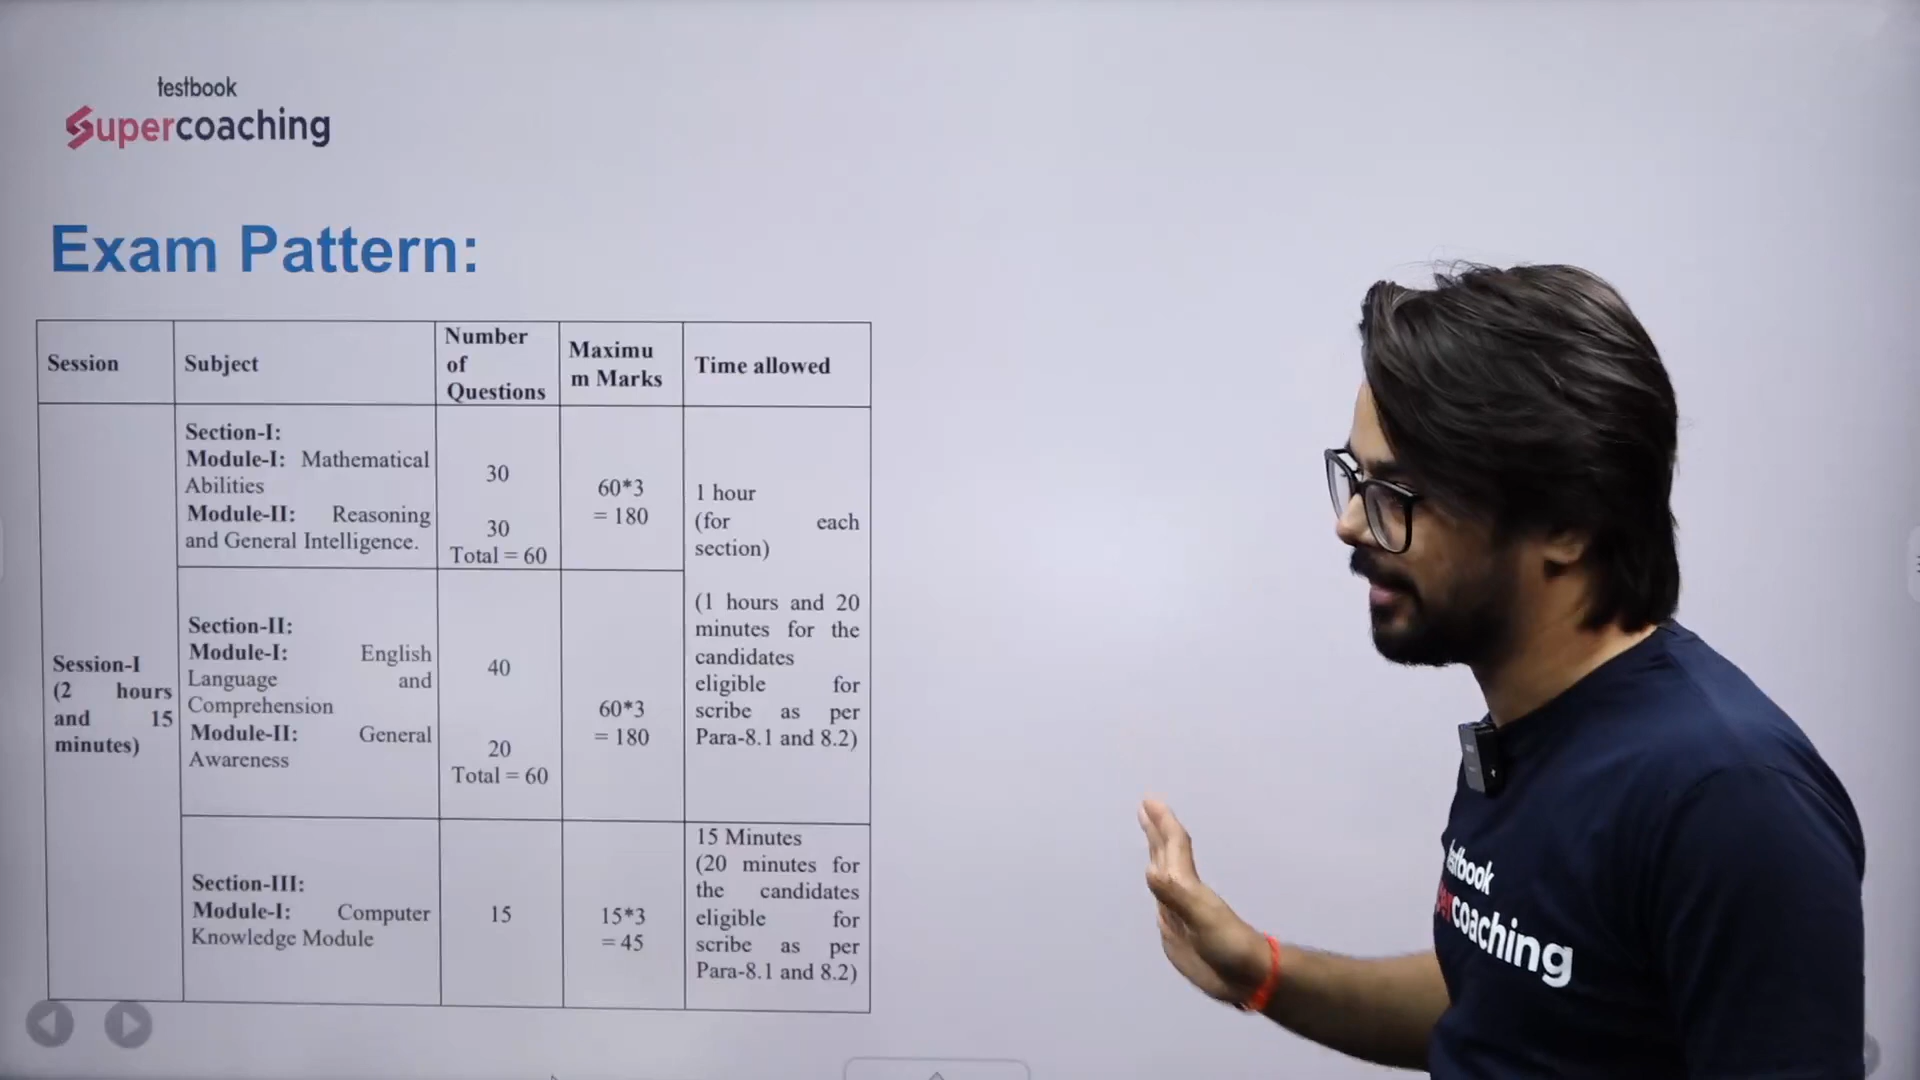 testbook
Supercoaching
Exam Pattern:
Session
Subject
Number
of
Questions
Maximu
m Marks
Time allowed
Session-I
(2 hours
and 15
minutes)
Section-I:
Module-I: Mathematical
Abilities
Module-II: Reasoning
and General Intelligence.
30
30
Total = 60
60*3
= 180
1 hour
(for each
section)
(1 hours and 20
minutes for the
candidates
eligible for
scribe as per
Para-8.1 and 8.2)
Section-II:
Module-I: English
Language and
Comprehension
Module-II: General
Awareness
40
20
Total = 60
60*3
= 180
Section-III:
Module-I: Computer
Knowledge Module
15
15*3
= 45
15 Minutes
(20 minutes for
the candidates
eligible for
scribe as per
Para-8.1 and 8.2)
testbook
coaching